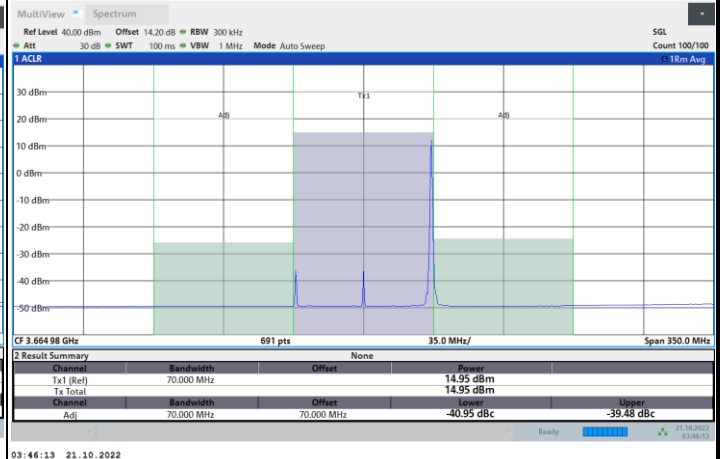 MultiView Spectrum
Ref Level 40.00 dBm Offset 14.20 dB RBW 300 kHz SGL
Att 30 dB SWT 100 ms VBW 1 MHz Mode Auto Sweep Count 100/100
1 ACLR 1Rm Avg
30 dBm
Tx1
20 dBm
Adj Adj
10 dBm
0 dBm
-10 dBm
-20 dBm
-30 dBm
-40 dBm
-50 dBm
CF 3.664 98 GHz 691 pts 35.0 MHz/ Span 350.0 MHz
2 Result Summary None
Channel Bandwidth Offset Power
Tx1 (Ref) 70.000 MHz 14.95 dBm
Tx Total 14.95 dBm
Channel Bandwidth Offset Lower Upper
Adj 70.000 MHz 70.000 MHz -40.95 dBc -39.48 dBc
Ready 21.10.2022
03:46:13
03:46:13 21.10.2022